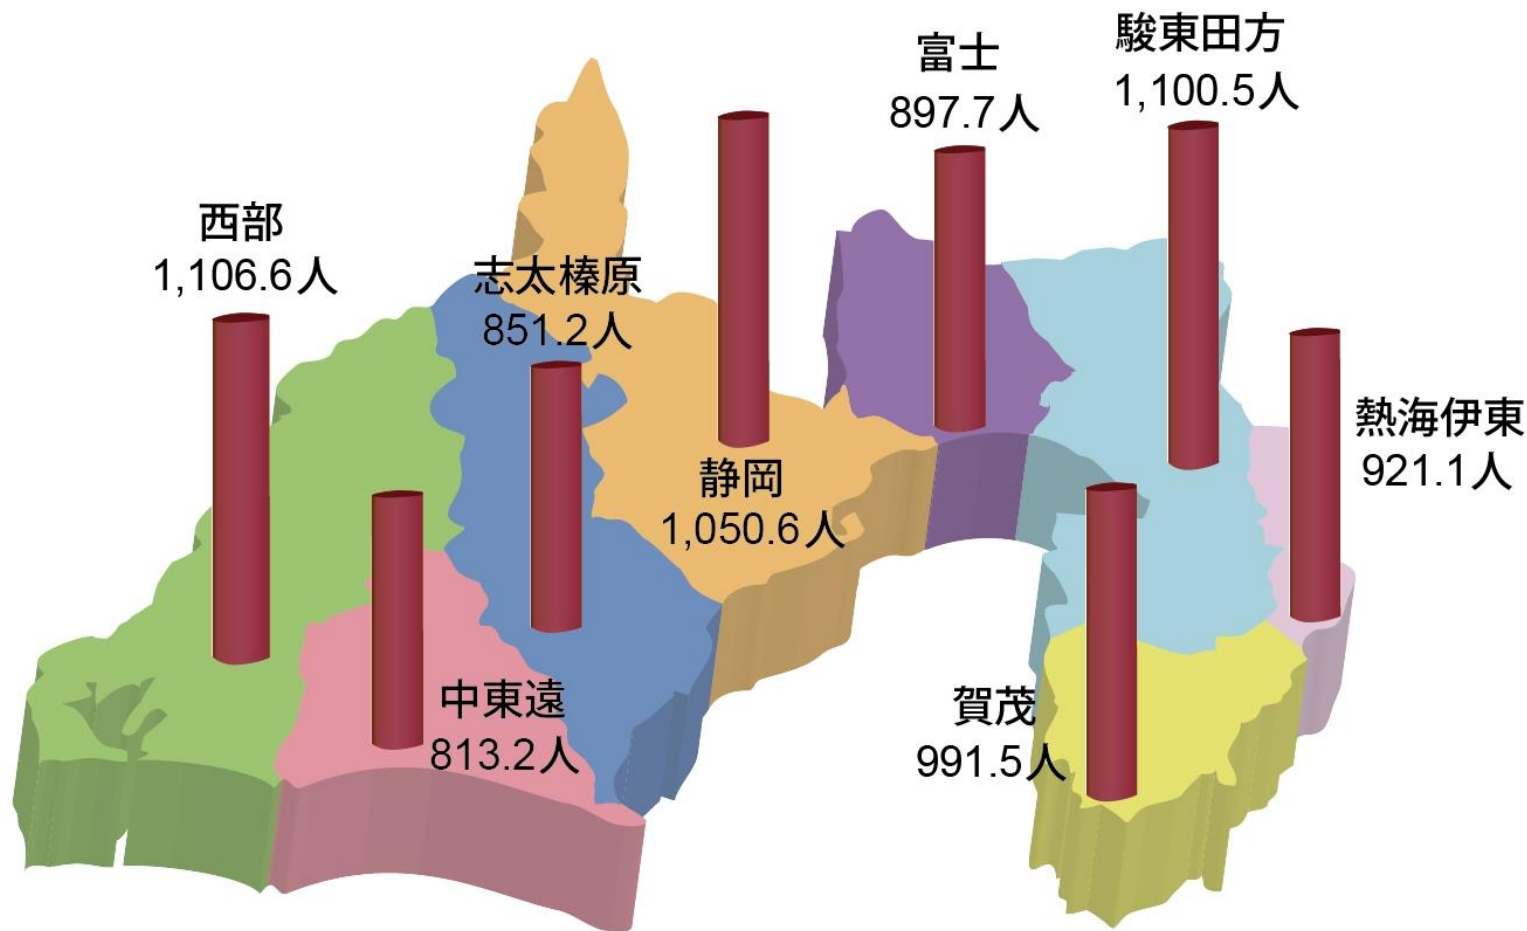 駿東田方
1,100.5人
富士
897.7人
西部
1,106.6人
志太榛原
851.2人
熱海伊東
921.1人
静岡
1,050.6人
中東遠
813.2人
賀茂
991.5人